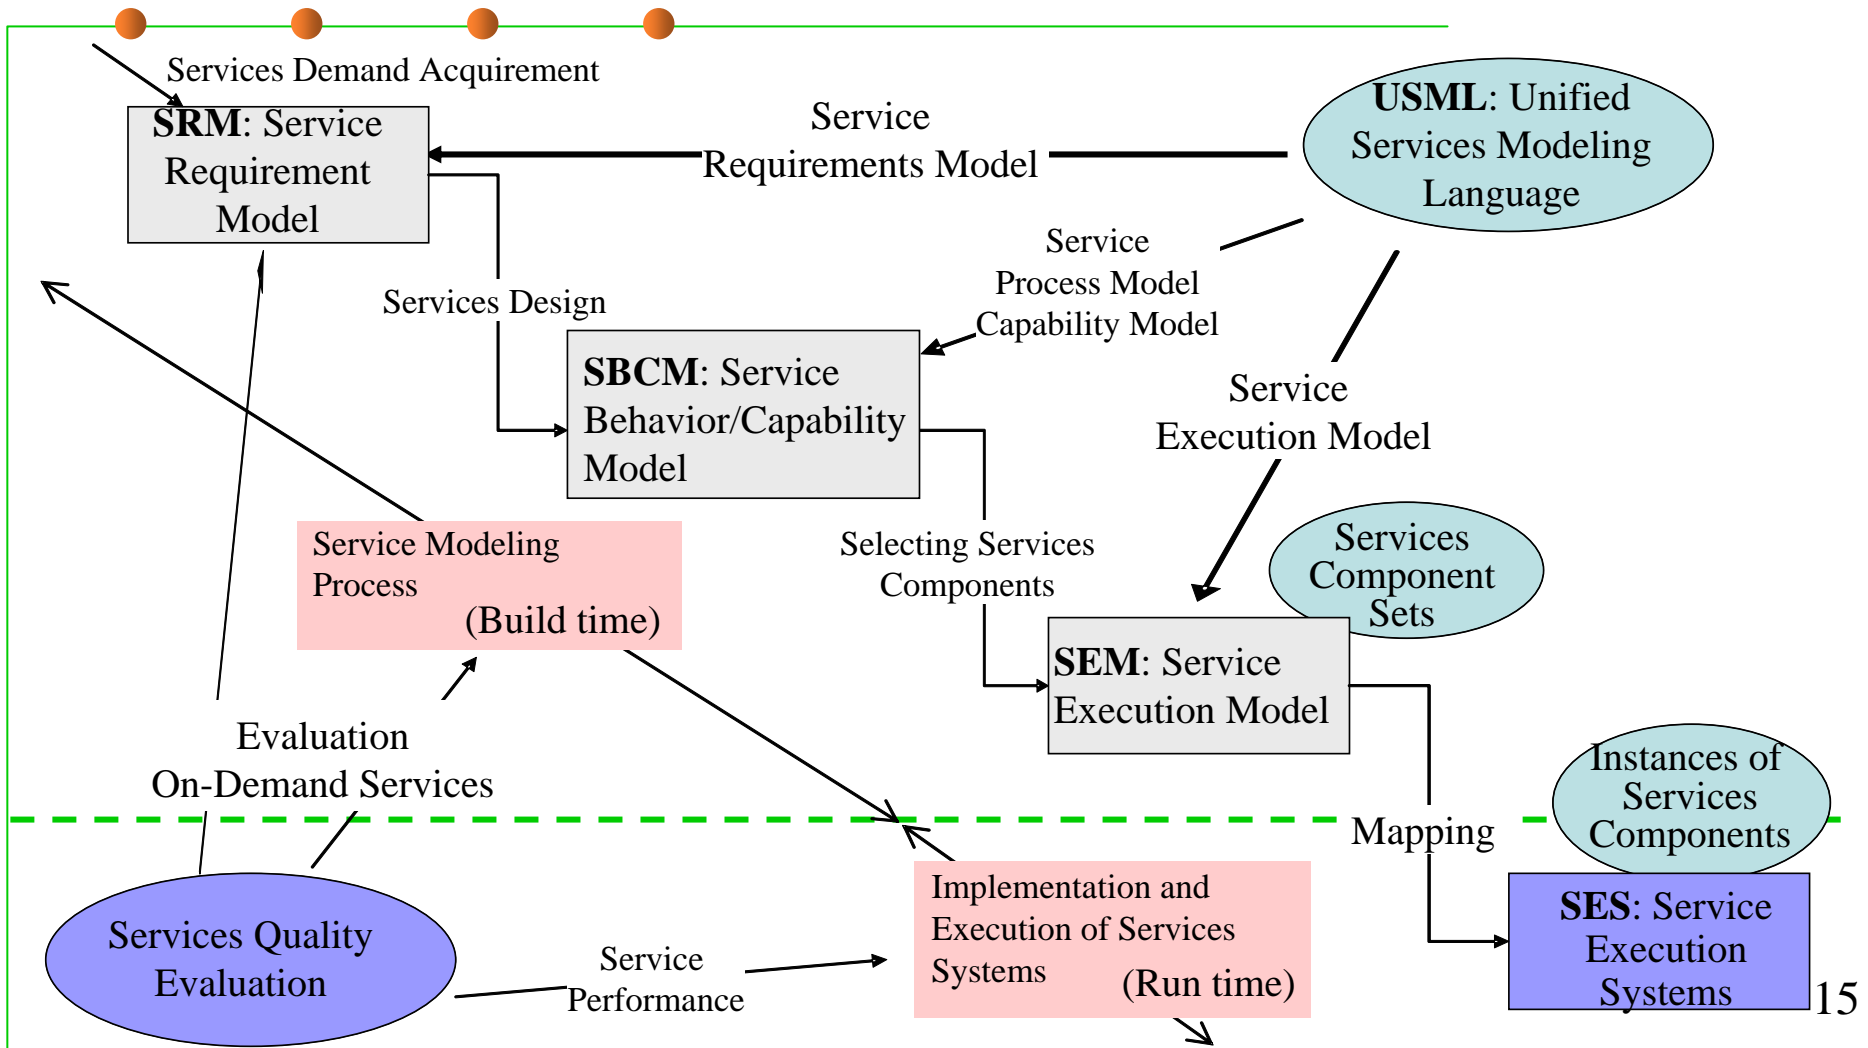 Services Demand Acquirement
SRM: Service
Requirement
Model
Service
Requirements Model
USML: Unified
Services Modeling
Language
Service
Process Model
Capability Model
Services Design
SBCM: Service
Behavior/Capability
Model
Service
Execution Model
Service Modeling
Process
(Build time)
Selecting Services
Components
Services
Component
Sets
SEM: Service
Execution Model
Evaluation
On-Demand Services
Instances of
Services
Components
Mapping
Services Quality
Evaluation
Service
Performance
Implementation and
Execution of Services
Systems
(Run time)
SES: Service
Execution
Systems
15